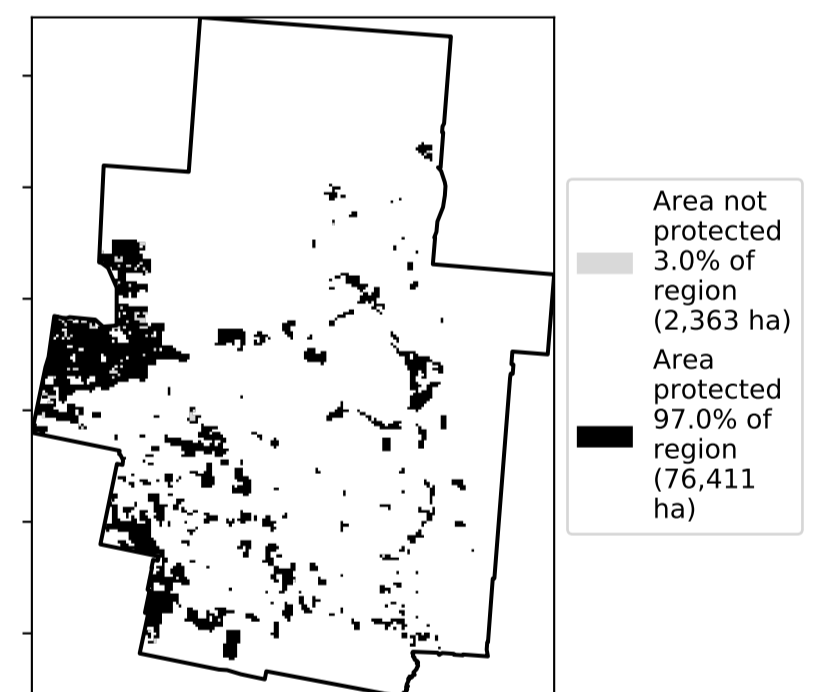 Area not
protected
3.0% of
region
(2,363 ha)
Area
protected
97.0% of
region
(76,411
ha)